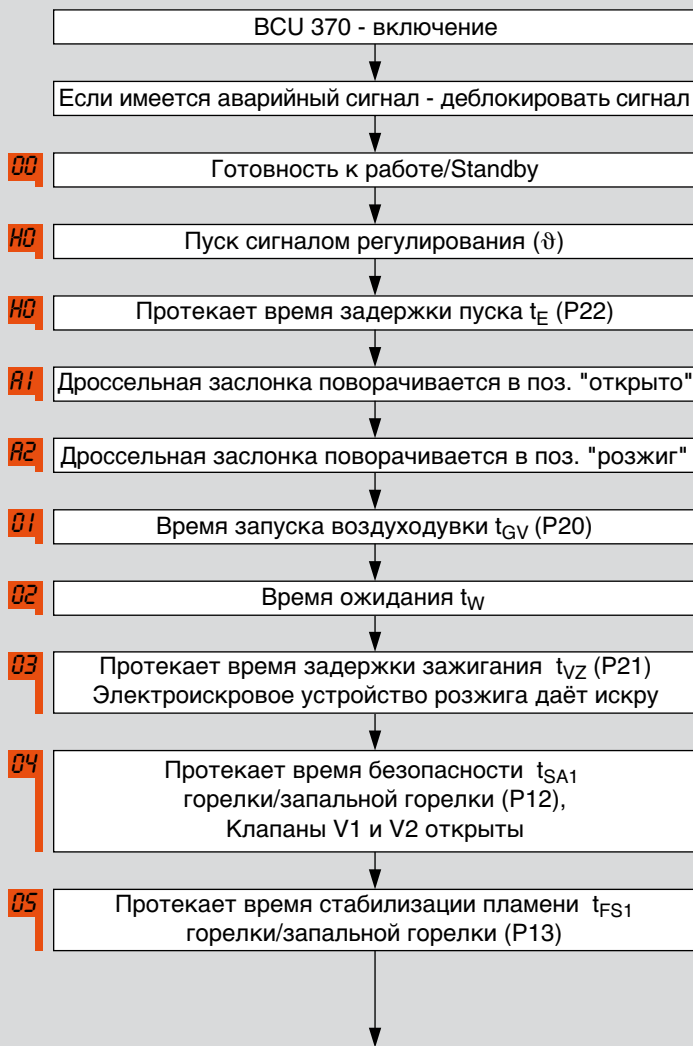 BCU 370 - включение
Если имеется аварийный сигнал - деблокировать сигнал
00
Готовность к работе/Standby
H0
Пуск сигналом регулирования (ϑ)
H0
Протекает время задержки пуска tE (P22)
A1
Дроссельная заслонка поворачивается в поз. "открыто"
A2
Дроссельная заслонка поворачивается в поз. "розжиг"
01
Время запуска воздуходувки tGV (P20)
02
Время ожидания tW
03
Протекает время задержки зажигания tVZ (P21)
Электроискровое устройство розжига даёт искру
04
Протекает время безопасности tSA1
горелки/запальной горелки (P12),
Клапаны V1 и V2 открыты
05
Протекает время стабилизации пламени tFS1
горелки/запальной горелки (P13)